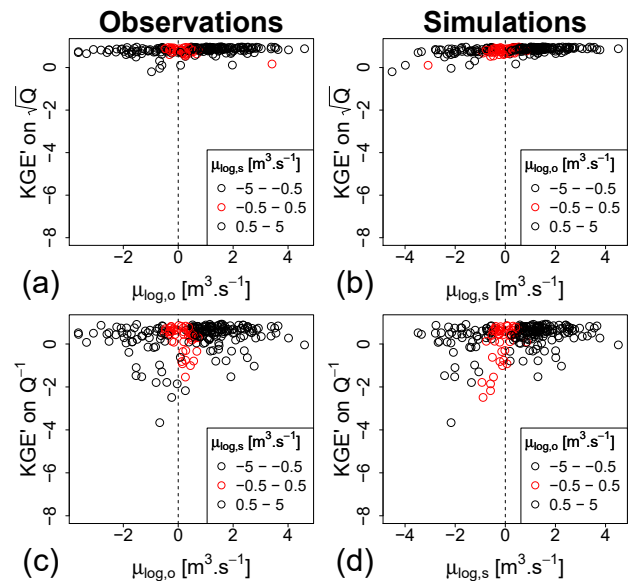 Observations
Simulations
KGE' on √Q
0
−2
−4
−6
−8
μlog,s [m³.s⁻¹]
−5 − −0.5
−0.5 − 0.5
0.5 − 5
−2
0
2
4
(a)
μlog,o [m³.s⁻¹]
KGE' on √Q
0
−2
−4
−6
−8
μlog,o [m³.s⁻¹]
−5 − −0.5
−0.5 − 0.5
0.5 − 5
−4
−2
0
2
4
(b)
μlog,s [m³.s⁻¹]
KGE' on Q⁻¹
0
−2
−4
−6
−8
μlog,s [m³.s⁻¹]
−5 − −0.5
−0.5 − 0.5
0.5 − 5
−2
0
2
4
(c)
μlog,o [m³.s⁻¹]
KGE' on Q⁻¹
0
−2
−4
−6
−8
μlog,o [m³.s⁻¹]
−5 − −0.5
−0.5 − 0.5
0.5 − 5
−4
−2
0
2
4
(d)
μlog,s [m³.s⁻¹]